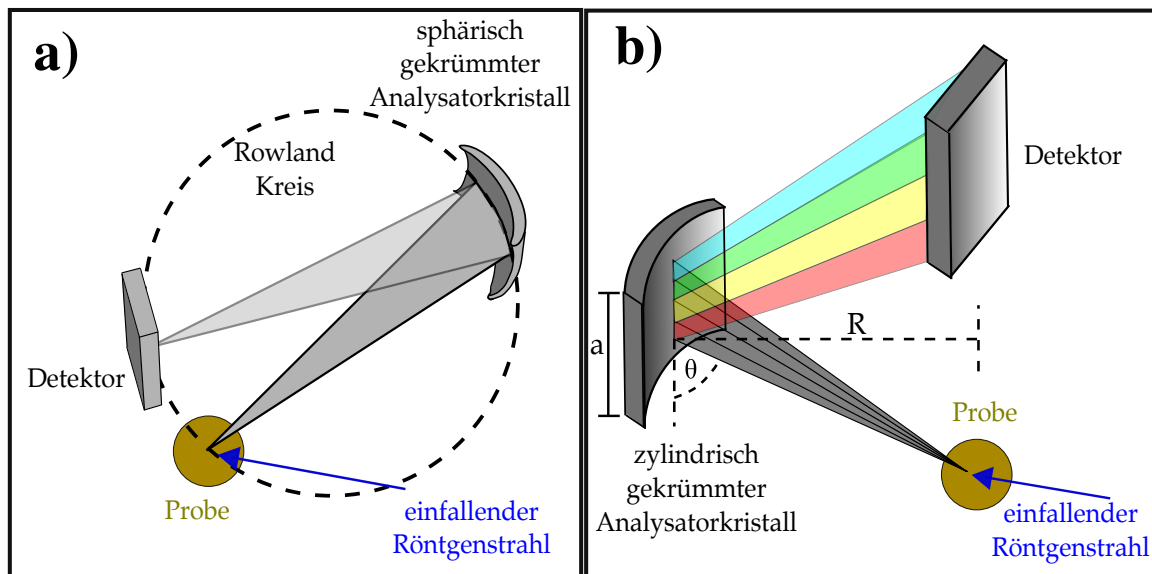 a)
sphärisch
gekrümmter
Analysatorkristall
Rowland
Kreis
Detektor
Probe
einfallender
Röntgenstrahl
b)
Detektor
R
a
θ
Probe
zylindrisch
gekrümmter
Analysatorkristall
einfallender
Röntgenstrahl